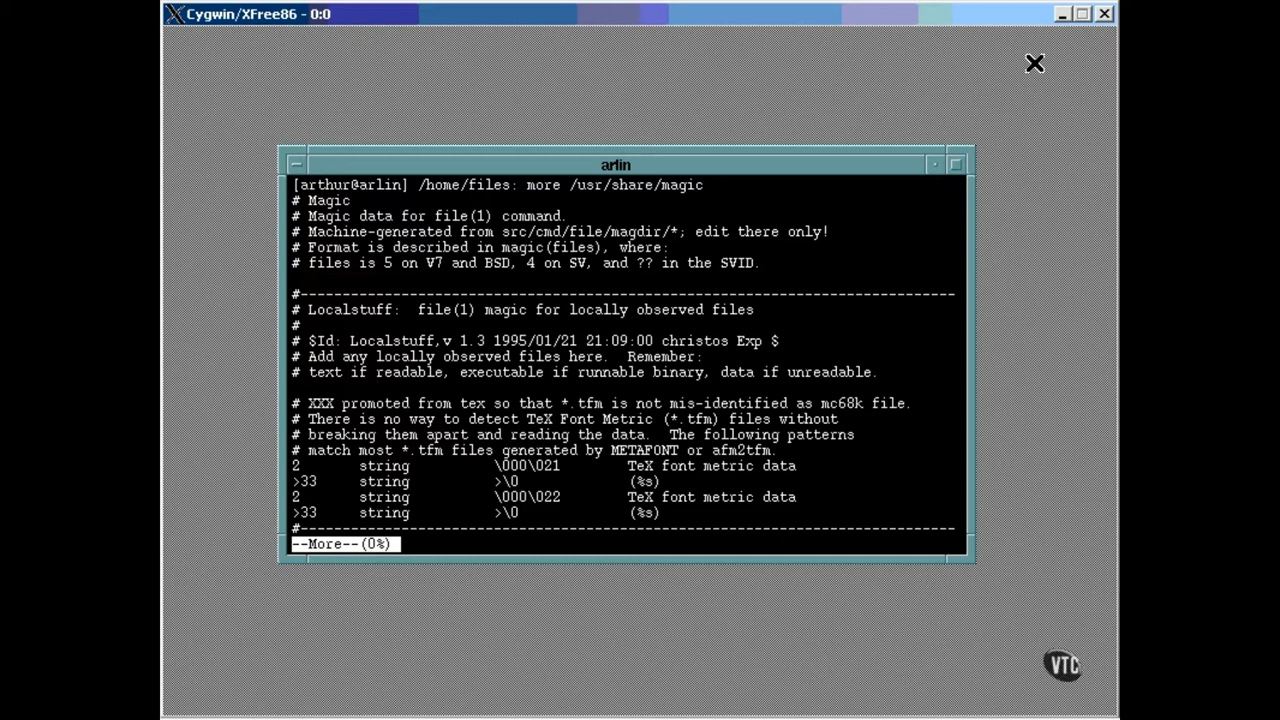 Cygwin/XFree86 - 0:0
arlin
[arthur@arlin] /home/files: more /usr/share/magic
# Magic
# Magic data for file(1) command.
# Machine-generated from src/cmd/file/magdir/*; edit there only!
# Format is described in magic(files), where:
# files is 5 on V7 and BSD, 4 on SV, and ?? in the SVID.
#------------------------------------------------------------------------------
# Localstuff:  file(1) magic for locally observed files
#
# $Id: Localstuff,v 1.3 1995/01/21 21:09:00 christos Exp $
# Add any locally observed files here.  Remember:
# text if readable, executable if runnable binary, data if unreadable.
# XXX promoted from tex so that *.tfm is not mis-identified as mc68k file.
# There is no way to detect TeX Font Metric (*.tfm) files without
# breaking them apart and reading the data.  The following patterns
# match most *.tfm files generated by METAFONT or afm2tfm.
2       string          \000\021        TeX font metric data
>33     string          >\0             (%s)
2       string          \000\022        TeX font metric data
>33     string          >\0             (%s)
#------------------------------------------------------------------------------
--More--(0%)
VTC